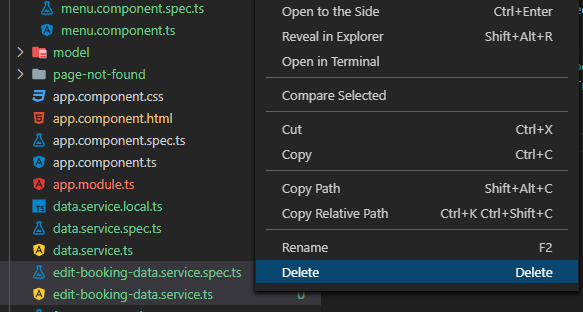 menu.component.spec.ts
menu.component.ts
model
page-not-found
app.component.css
app.component.html
app.component.spec.ts
app.component.ts
app.module.ts
data.service.local.ts
data.service.spec.ts
data.service.ts
edit-booking-data.service.spec.ts
edit-booking-data.service.ts
U
Open to the Side Ctrl+Enter
Reveal in Explorer Shift+Alt+R
Open in Terminal
Compare Selected
Cut Ctrl+X
Copy Ctrl+C
Copy Path Shift+Alt+C
Copy Relative Path Ctrl+K Ctrl+Shift+C
Rename F2
Delete Delete